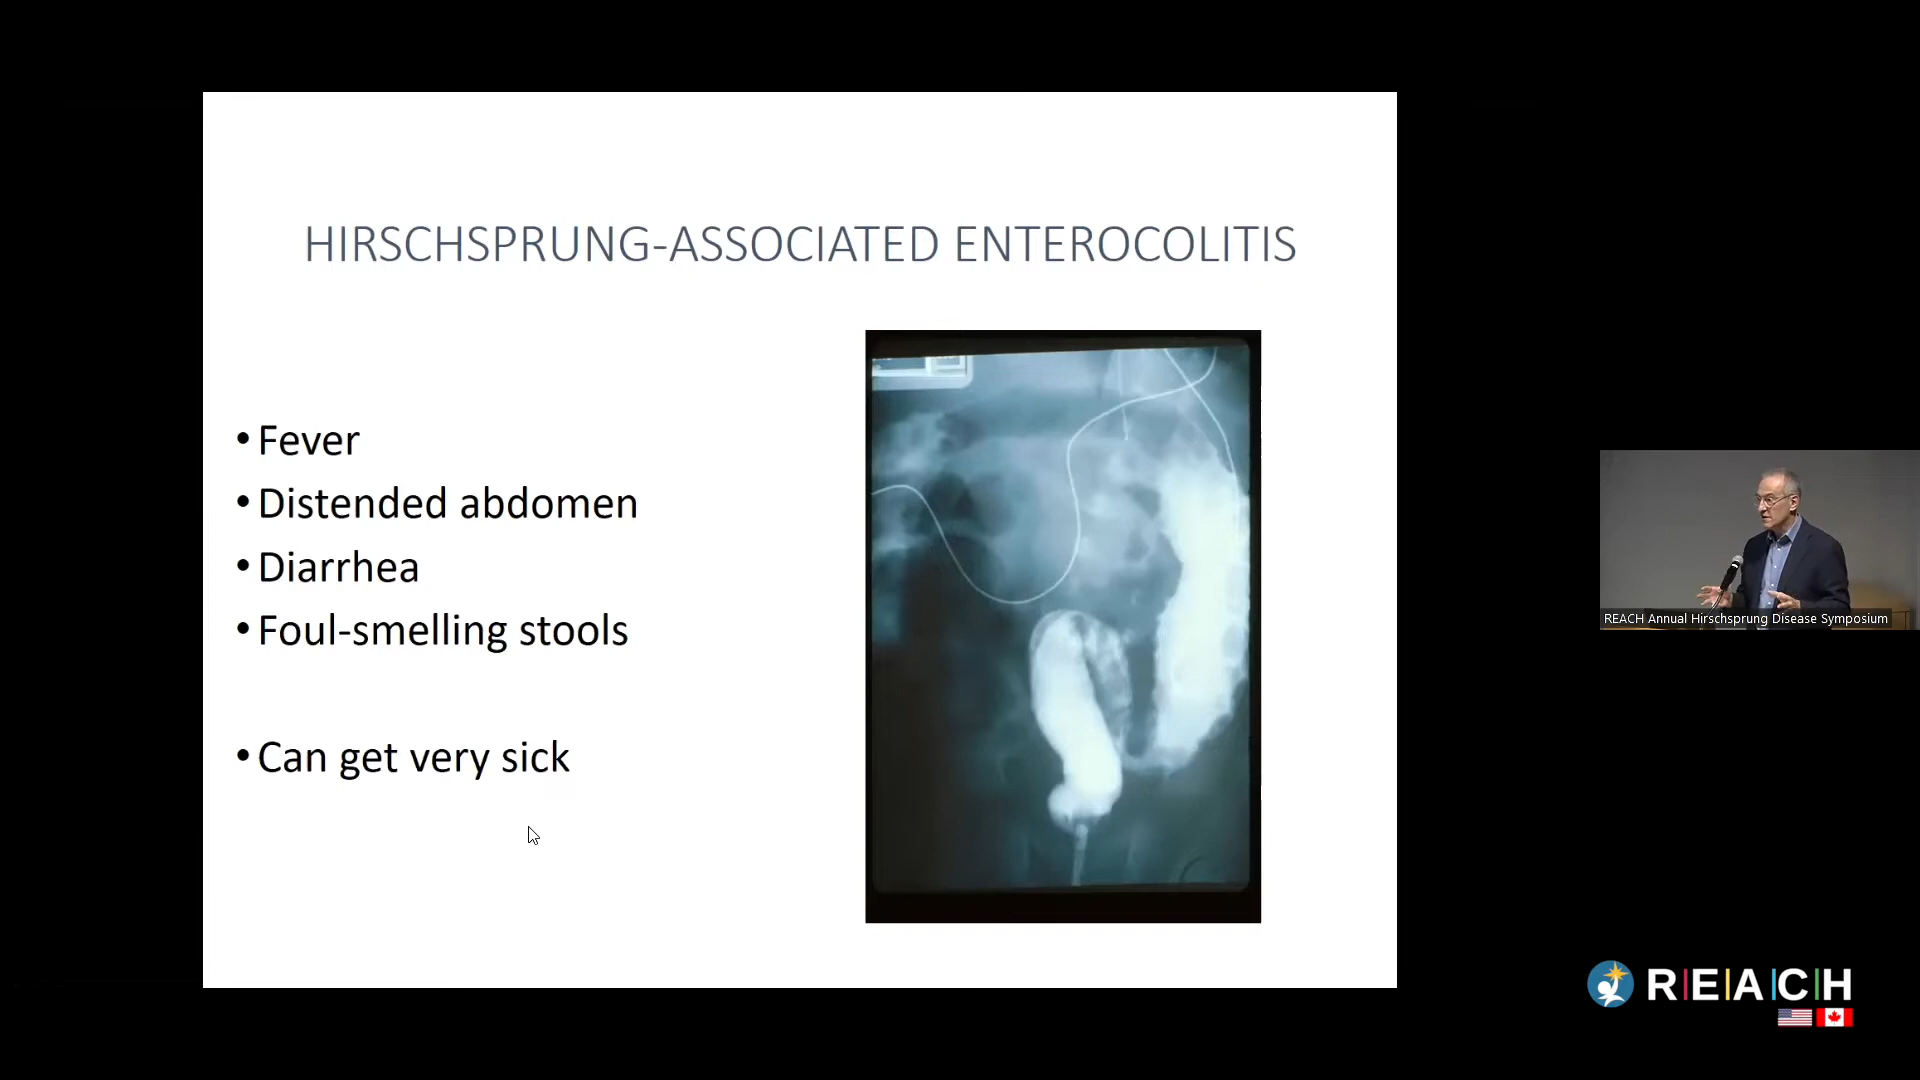 HIRSCHSPRUNG-ASSOCIATED ENTEROCOLITIS
• Fever
• Distended abdomen
• Diarrhea
• Foul-smelling stools
• Can get very sick
REACH Annual Hirschsprung Disease Symposium
R|E|A|C|H